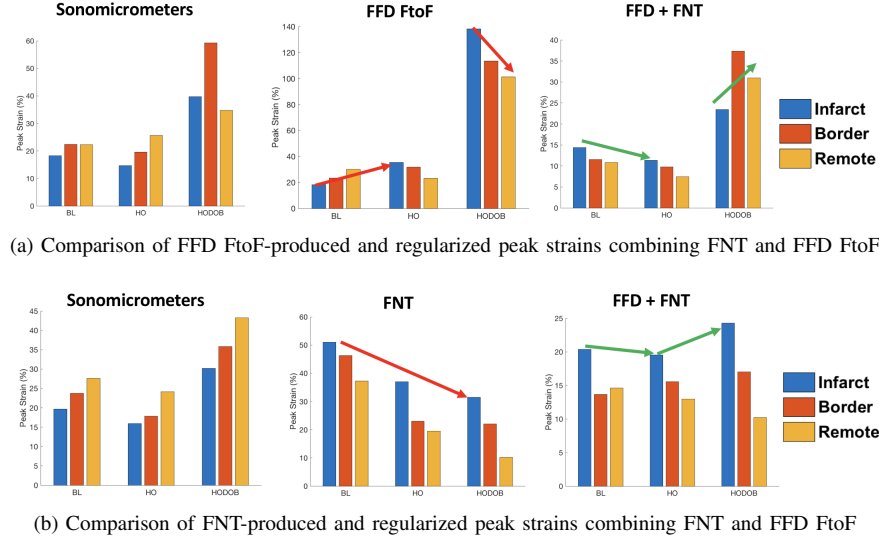 Sonomicrometers
FFD FtoF
FFD + FNT
Peak Strain (%)
60
50
40
30
20
10
0
BL HO HODOB
Peak Strain (%)
140
120
100
80
60
40
20
0
BL HO HODOB
Peak Strain (%)
40
35
30
25
20
15
10
5
0
BL HO HODOB
Infarct
Border
Remote
(a) Comparison of FFD FtoF-produced and regularized peak strains combining FNT and FFD FtoF
Sonomicrometers
FNT
FFD + FNT
Peak Strain (%)
45
40
35
30
25
20
15
10
5
0
BL HO HODOB
Peak Strain (%)
60
50
40
30
20
10
0
BL HO HODOB
Peak Strain (%)
25
20
15
10
5
0
BL HO HODOB
Infarct
Border
Remote
(b) Comparison of FNT-produced and regularized peak strains combining FNT and FFD FtoF